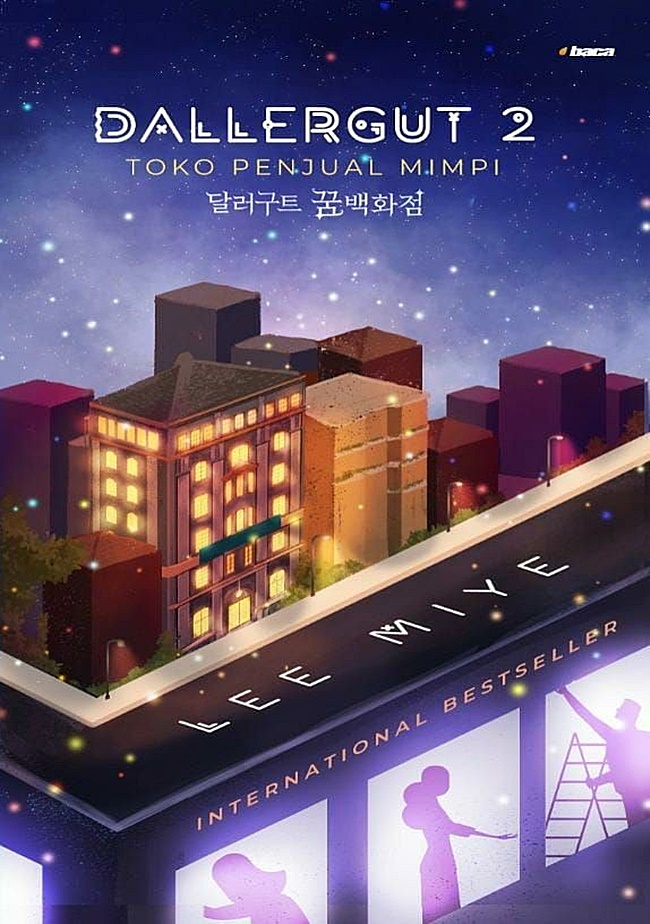 baca
DALLERGUT 2
TOKO PENJUAL MIMPI
달러구트 꿈백화점
LEE MIYE
INTERNATIONAL BESTSELLER